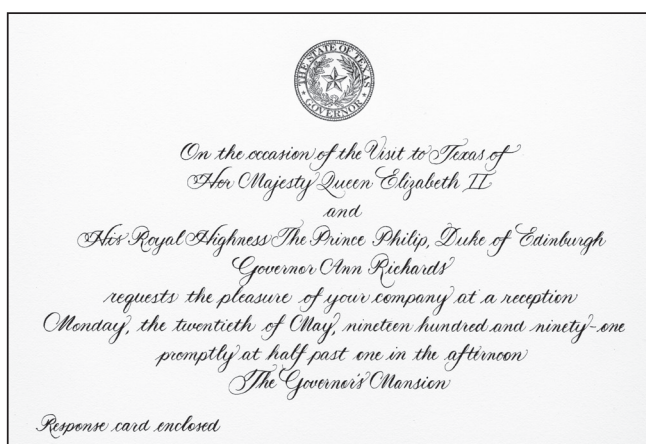 THE STATE OF TEXAS
GOVERNOR
On the occasion of the Visit to Texas of
Her Majesty Queen Elizabeth II
and
His Royal Highness The Prince Philip, Duke of Edinburgh
Governor Ann Richards
requests the pleasure of your company at a reception
Monday, the twentieth of May, nineteen hundred and ninety-one
promptly at half past one in the afternoon
The Governor's Mansion
Response card enclosed